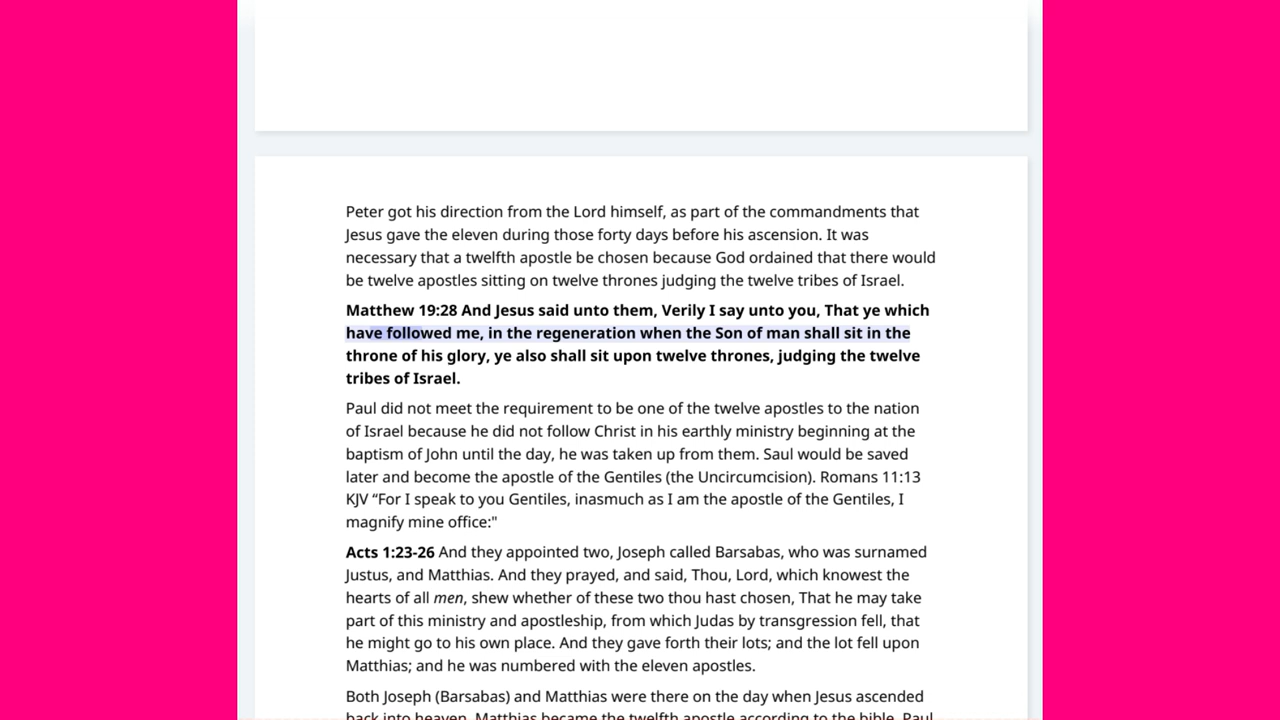 Peter got his direction from the Lord himself, as part of the commandments that
Jesus gave the eleven during those forty days before his ascension. It was
necessary that a twelfth apostle be chosen because God ordained that there would
be twelve apostles sitting on twelve thrones judging the twelve tribes of Israel.
Matthew 19:28 And Jesus said unto them, Verily I say unto you, That ye which
have followed me, in the regeneration when the Son of man shall sit in the
throne of his glory, ye also shall sit upon twelve thrones, judging the twelve
tribes of Israel.
Paul did not meet the requirement to be one of the twelve apostles to the nation
of Israel because he did not follow Christ in his earthly ministry beginning at the
baptism of John until the day, he was taken up from them. Saul would be saved
later and become the apostle of the Gentiles (the Uncircumcision). Romans 11:13
KJV “For I speak to you Gentiles, inasmuch as I am the apostle of the Gentiles, I
magnify mine office:"
Acts 1:23-26 And they appointed two, Joseph called Barsabas, who was surnamed
Justus, and Matthias. And they prayed, and said, Thou, Lord, which knowest the
hearts of all men, shew whether of these two thou hast chosen, That he may take
part of this ministry and apostleship, from which Judas by transgression fell, that
he might go to his own place. And they gave forth their lots; and the lot fell upon
Matthias; and he was numbered with the eleven apostles.
Both Joseph (Barsabas) and Matthias were there on the day when Jesus ascended
back into heaven. Matthias became the twelfth apostle according to the bible. Paul